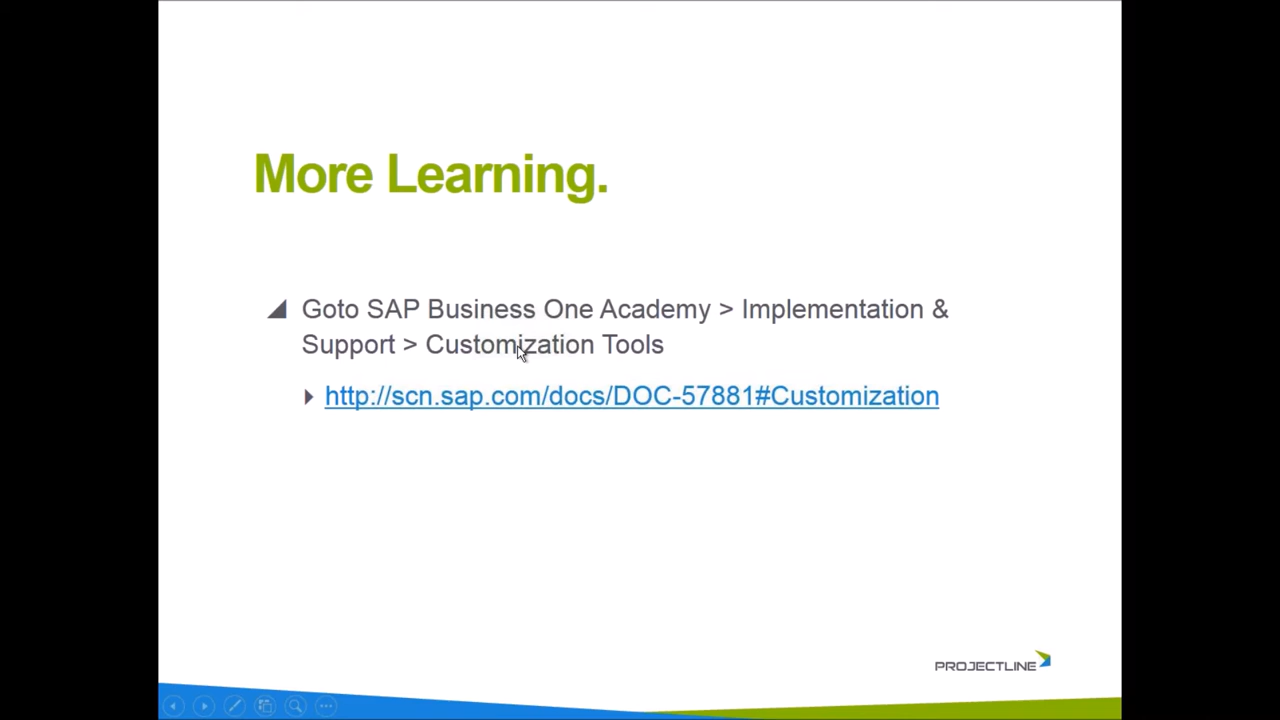 More Learning.
Goto SAP Business One Academy > Implementation &
Support > Customization Tools
http://scn.sap.com/docs/DOC-57881#Customization
PROJECTLINE